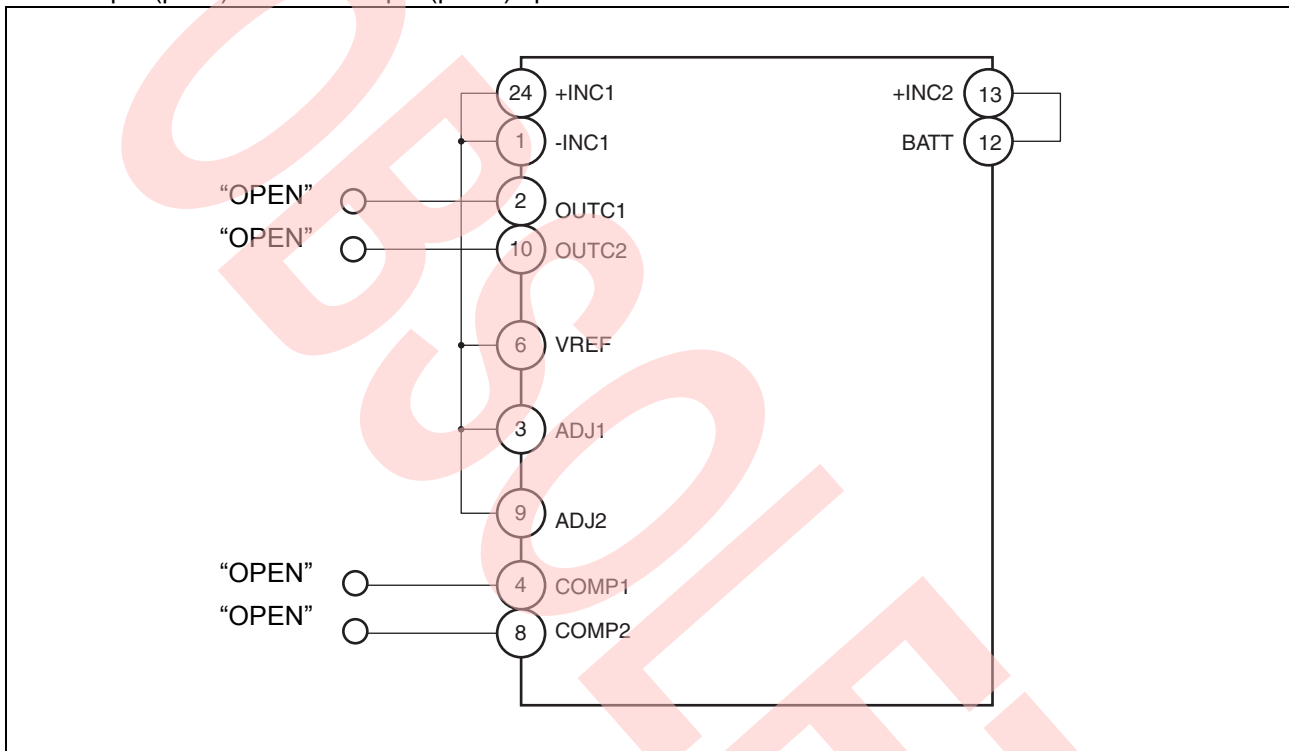 24 +INC1
1 -INC1
"OPEN" 2 OUTC1
"OPEN" 10 OUTC2
6 VREF
3 ADJ1
9 ADJ2
"OPEN" 4 COMP1
"OPEN" 8 COMP2
+INC2 13
BATT 12
OBSOLETE